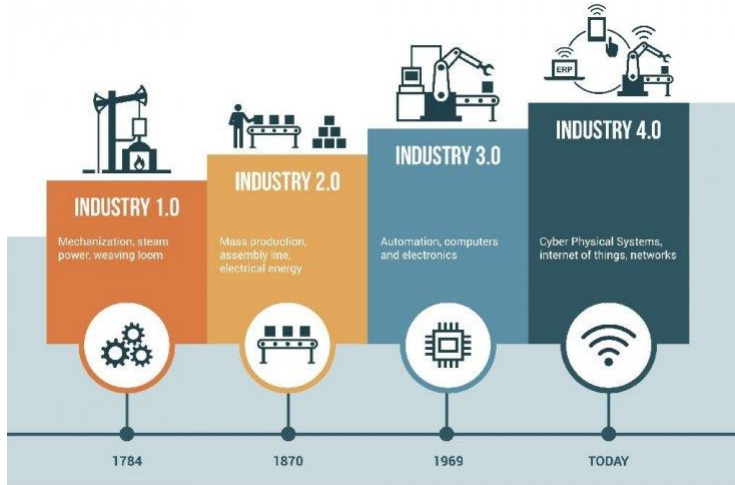 ERP
INDUSTRY 1.0
Mechanization, steam
power, weaving loom
INDUSTRY 2.0
Mass production,
assembly line,
electrical energy
INDUSTRY 3.0
Automation, computers
and electronics
INDUSTRY 4.0
Cyber Physical Systems,
internet of things, networks
1784
1870
1969
TODAY